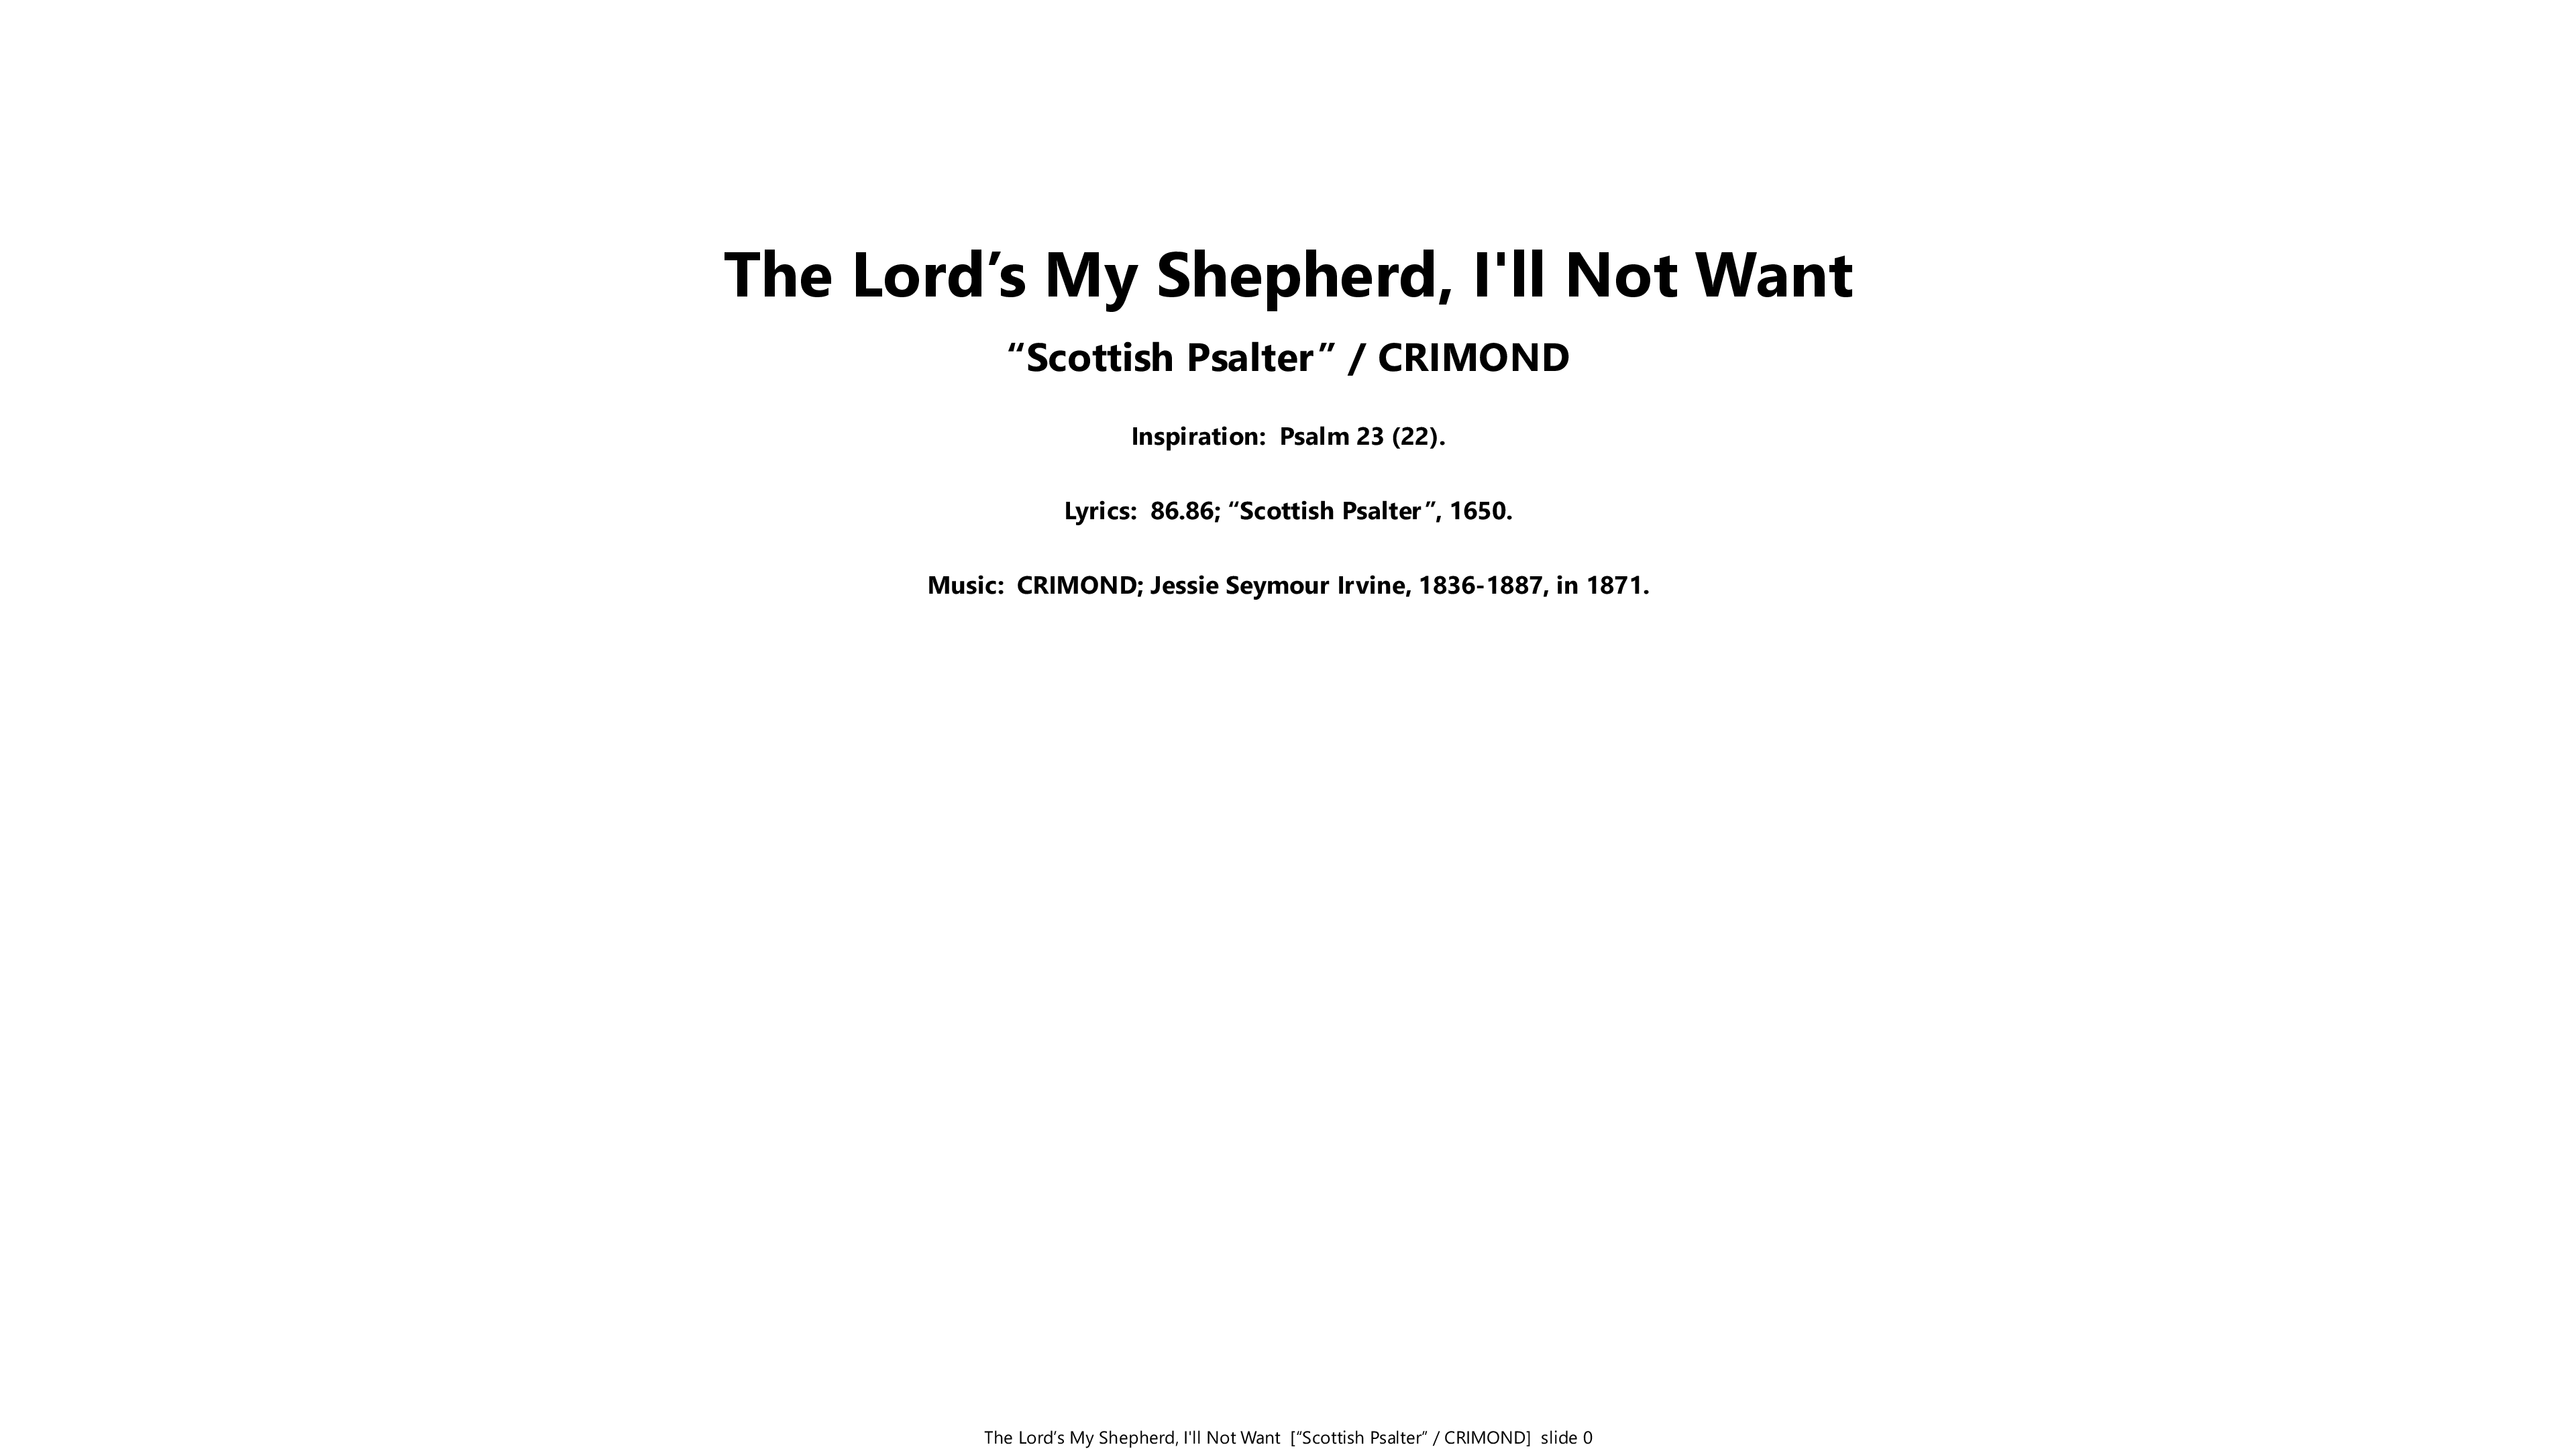 The Lord’s My Shepherd, I'll Not Want
“Scottish Psalter” / CRIMOND
Inspiration:  Psalm 23 (22).
Lyrics:  86.86; “Scottish Psalter”, 1650.
Music:  CRIMOND; Jessie Seymour Irvine, 1836-1887, in 1871.
The Lord’s My Shepherd, I'll Not Want  [“Scottish Psalter” / CRIMOND]  slide 0